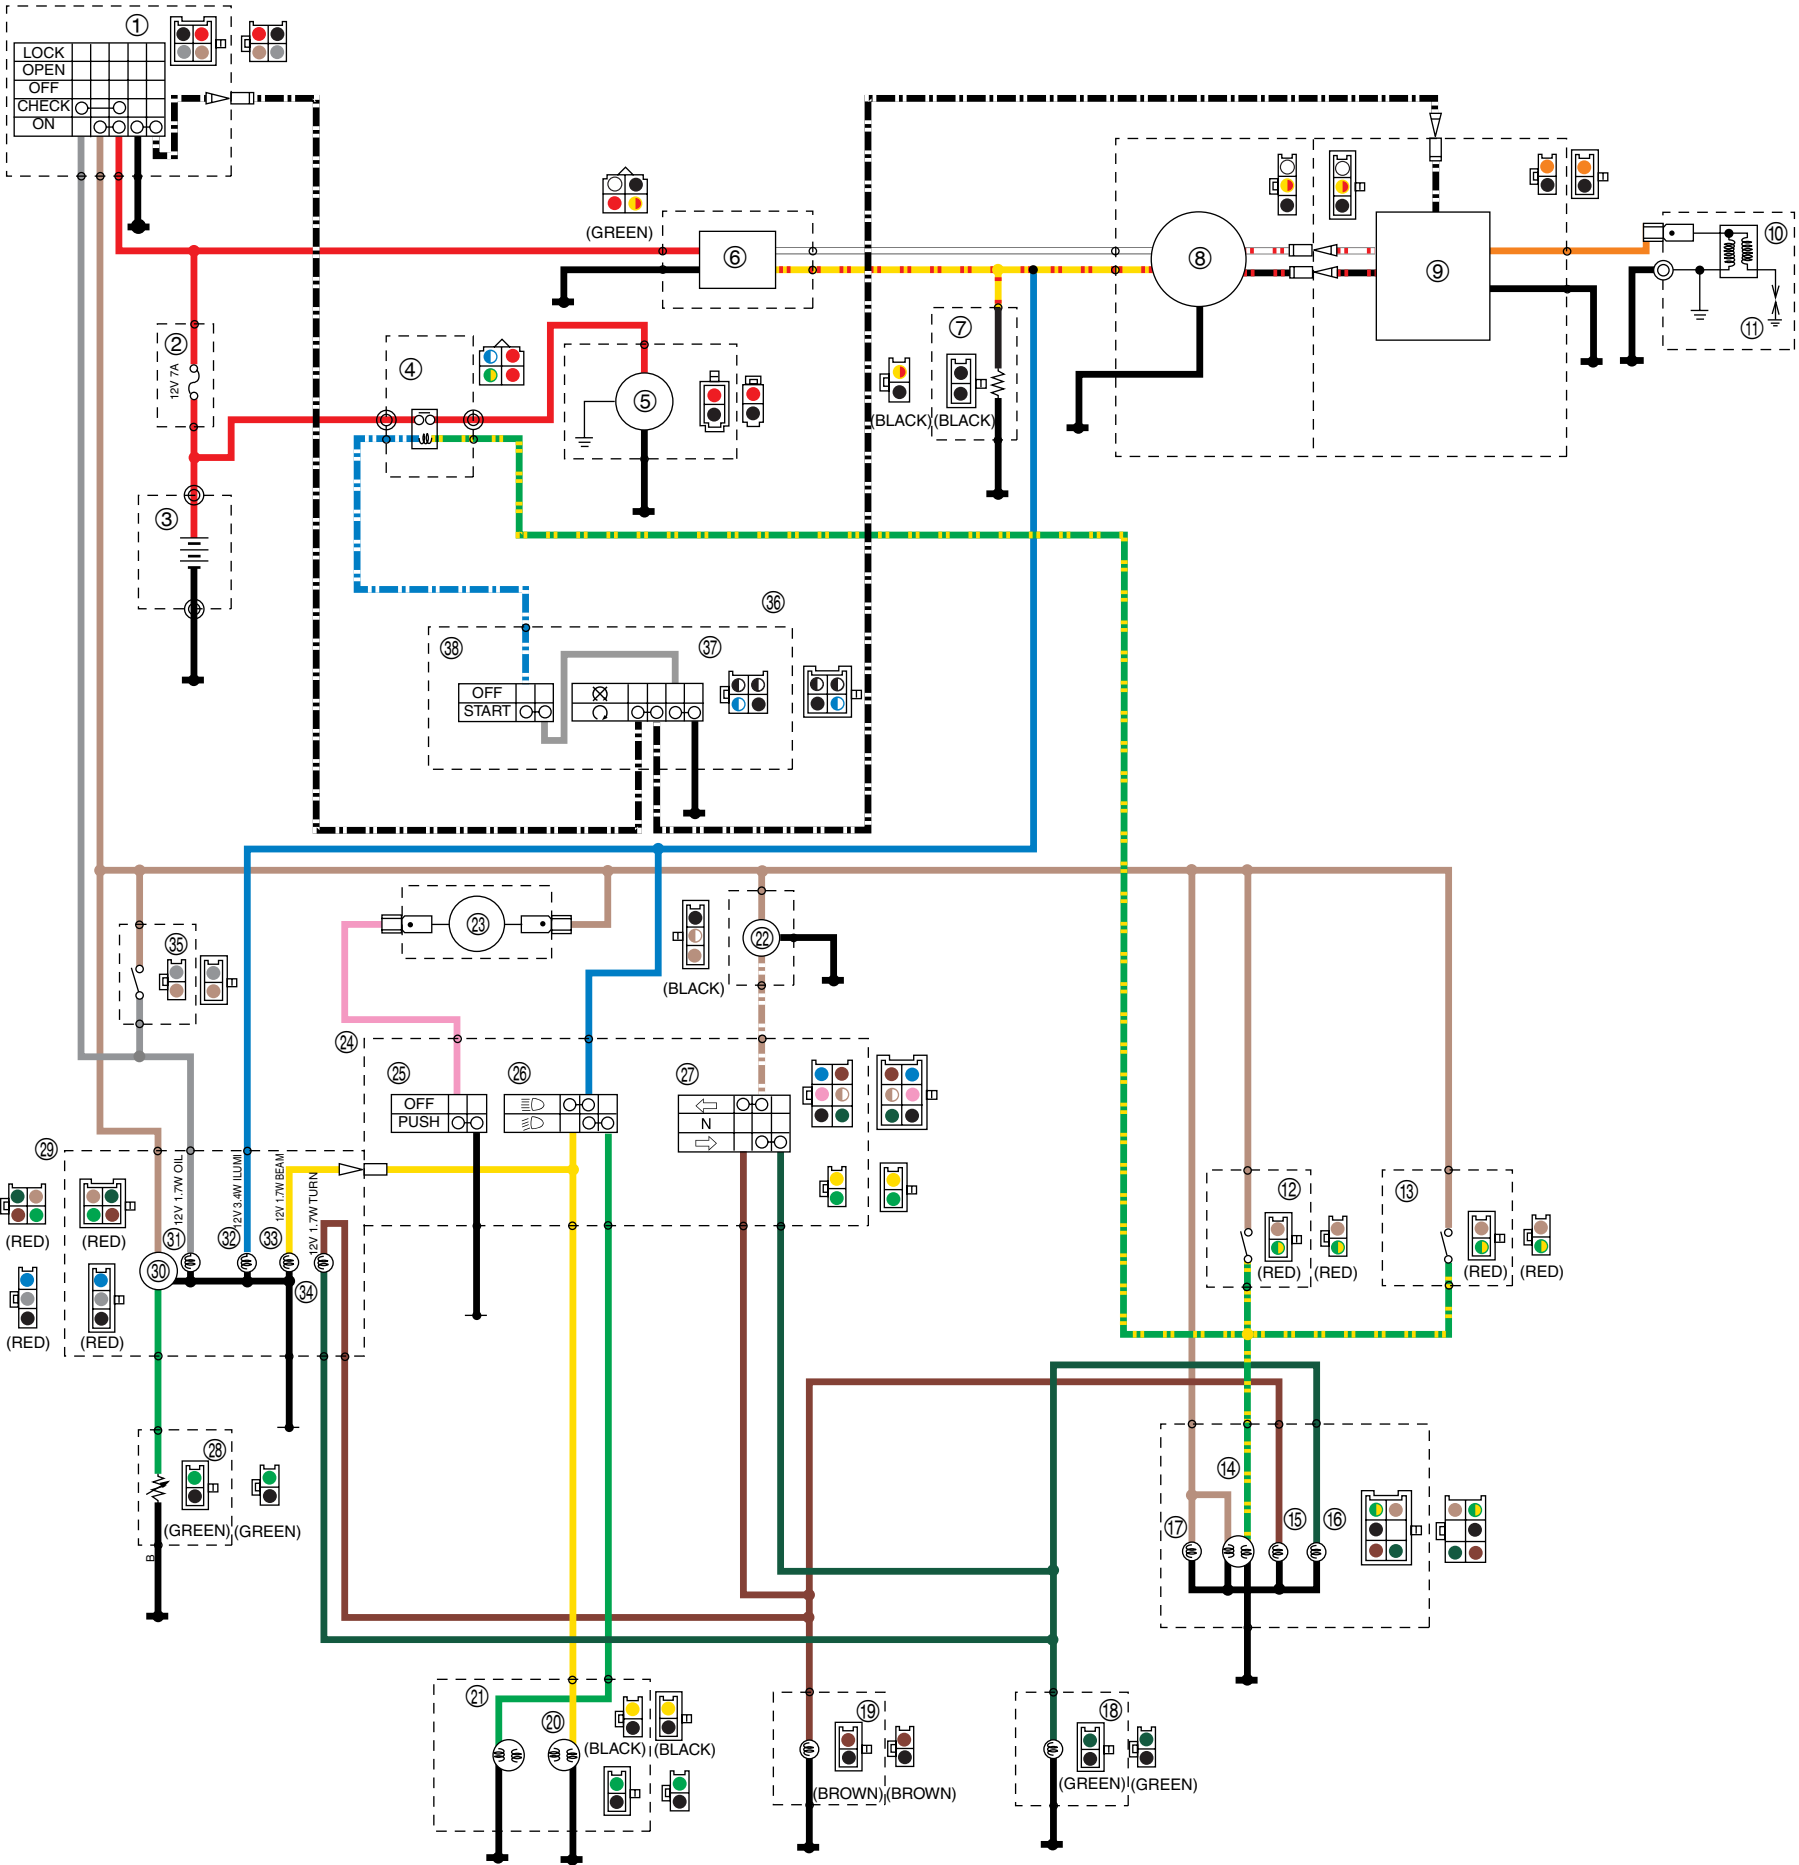 ①
LOCK
OPEN
OFF
CHECK
ON
(GREEN)
⑥
⑧
⑨
⑩
⑪
②
12V 7A
④
⑤
⑦
(BLACK)
(BLACK)
③
㊱
㊳
㊲
OFF
START
㉓
㉒
(BLACK)
㉟
㉔
㉕
㉖
㉗
OFF
PUSH
N
㉙
12V 1.7W OIL
12V 3.4W ILUMI
12V 1.7W BEAM
12V 1.7W TURN
(RED)
(RED)
㉛
㉜
㉝
㉚
㉞
(RED)
(RED)
⑫
⑬
(RED)
(RED)
(RED)
(RED)
㉘
(GREEN)
(GREEN)
B
⑭
⑰
⑮
⑯
㉑
⑳
(BLACK)
(BLACK)
⑲
(BROWN)
(BROWN)
⑱
(GREEN)
(GREEN)